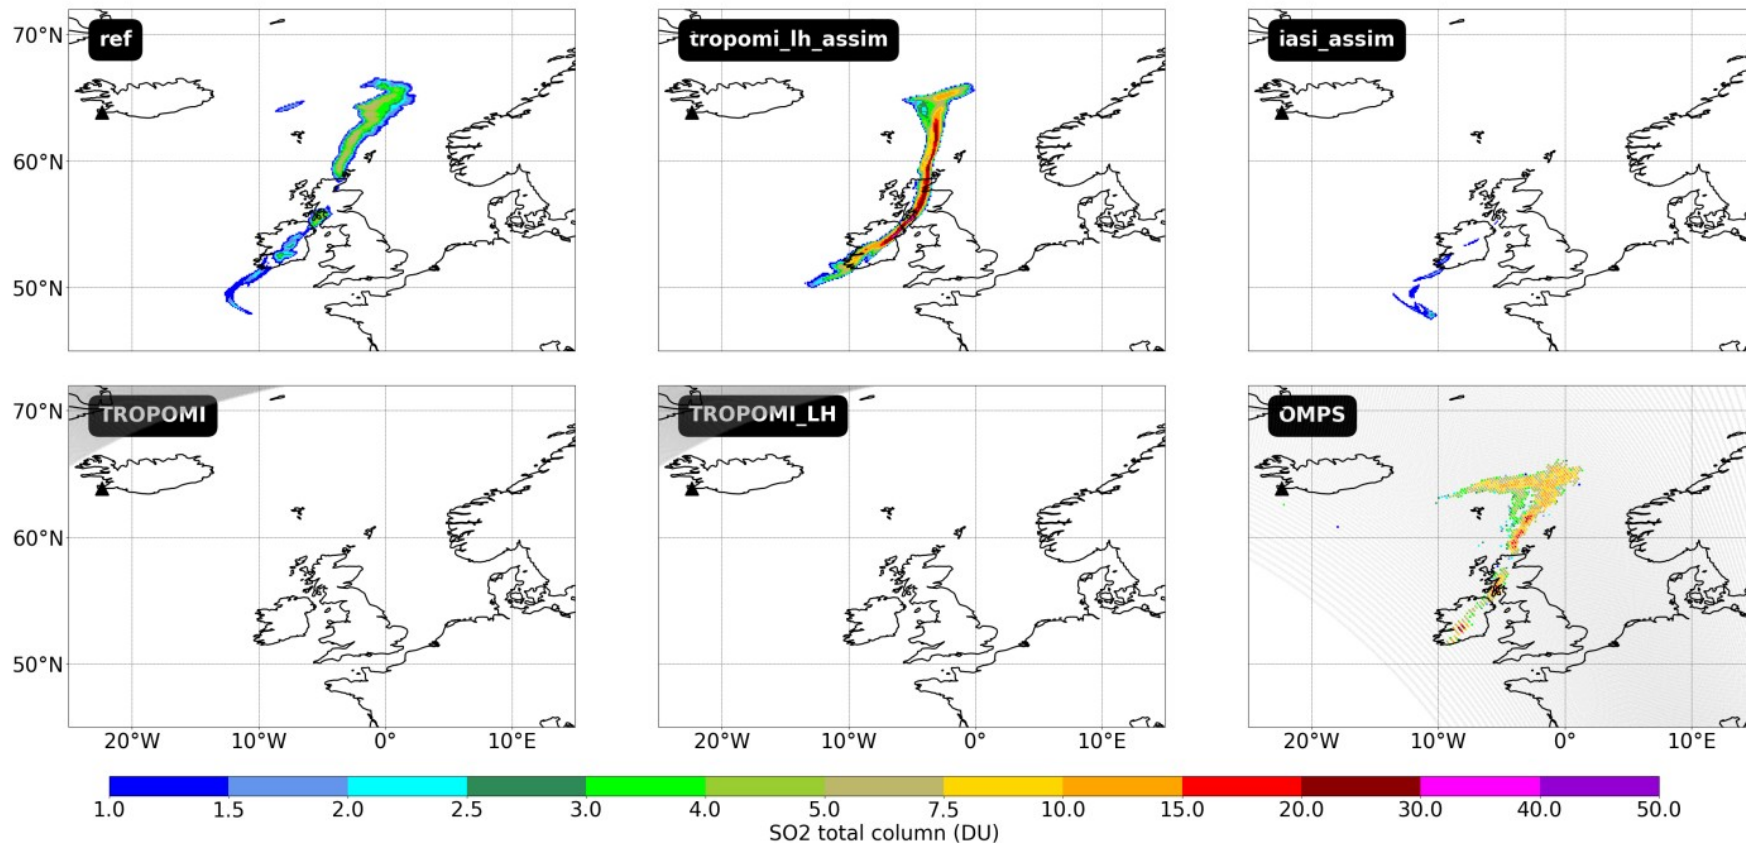 70°N
ref
tropomi_lh_assim
iasi_assim
60°N
50°N
70°N
TROPOMI
TROPOMI_LH
OMPS
60°N
50°N
20°W 10°W 0° 10°E
20°W 10°W 0° 10°E
20°W 10°W 0° 10°E
1.0 1.5 2.0 2.5 3.0 4.0 5.0 7.5 10.0 15.0 20.0 30.0 40.0 50.0
SO2 total column (DU)